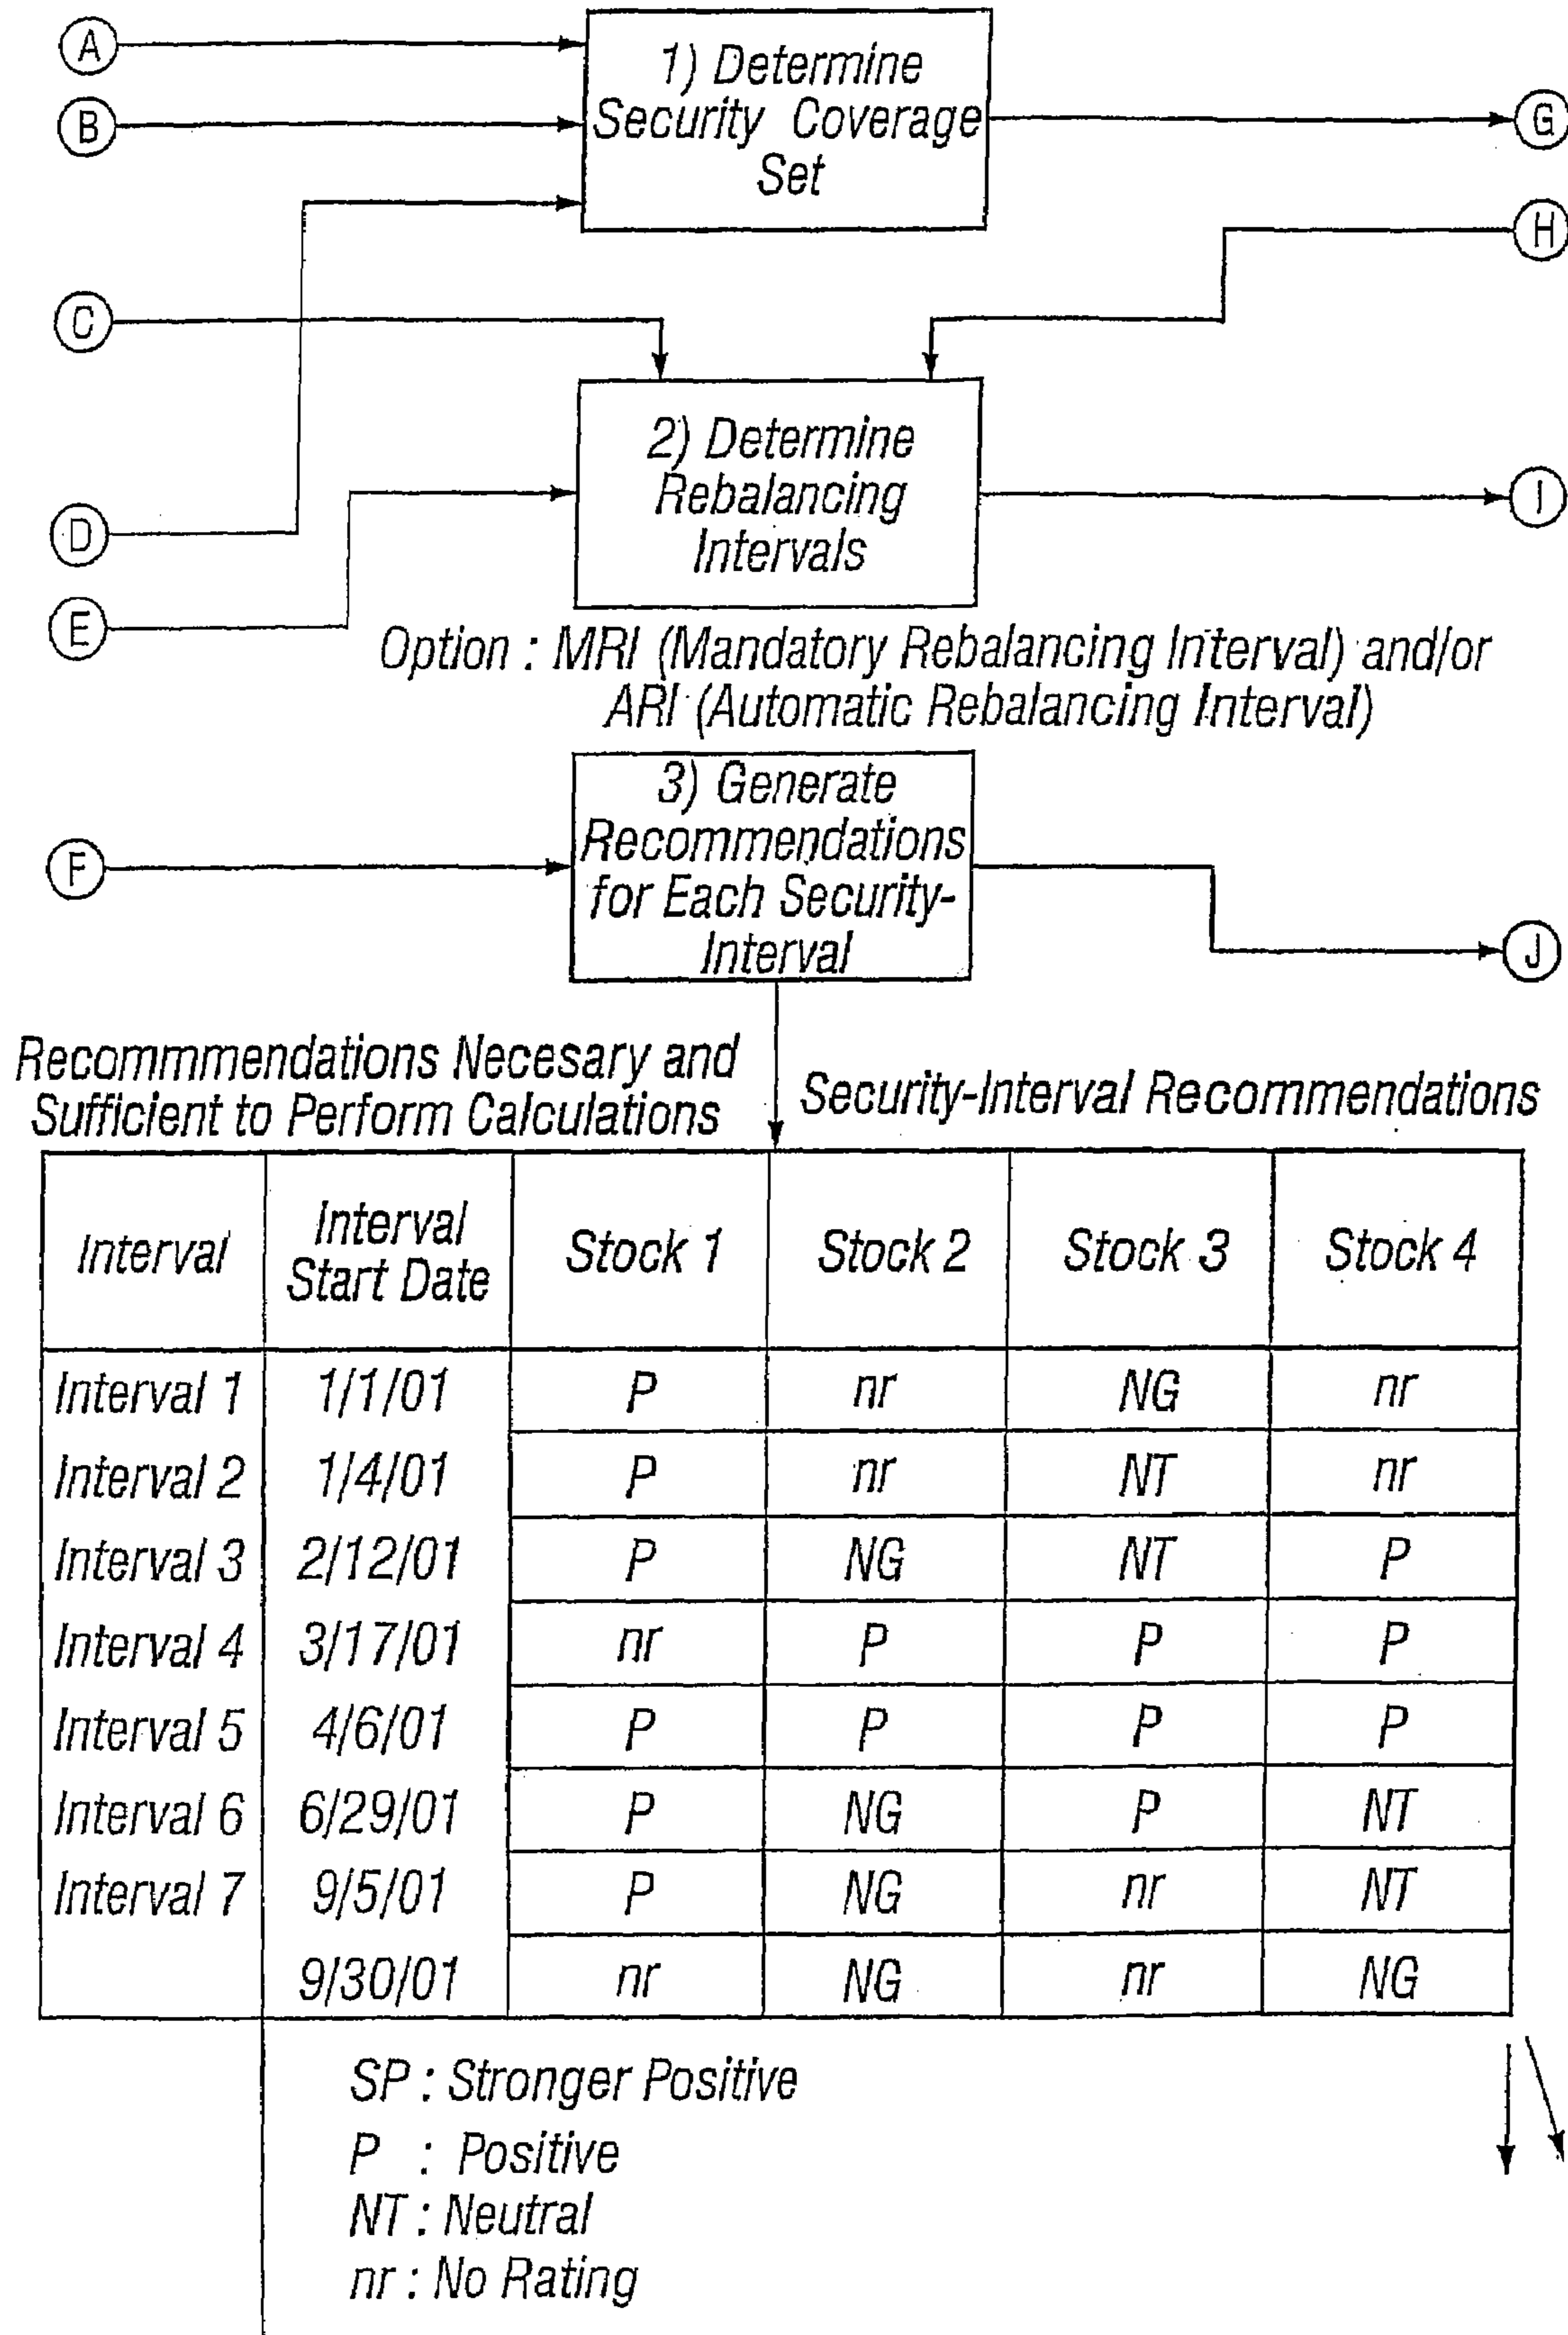 A
1) Determine
B
Security Coverage
G
Set
H
C
2) Determine
Rebalancing
I
D
Intervals
E
Option : MRI (Mandatory Rebalancing Interval) and/or
ARI (Automatic Rebalancing Interval)
3) Generate
Recommendations
F
for Each Security-
Interval
J
Recommmendations Necesary and
Sufficient to Perform Calculations
Security-Interval Recommendations
Interval
Interval
Start Date
Stock 1
Stock 2
Stock 3
Stock 4
Interval 1 1/1/01 P nr NG nr
Interval 2 1/4/01 P nr NT nr
Interval 3 2/12/01 P NG NT P
Interval 4 3/17/01 nr P P P
Interval 5 4/6/01 P P P P
Interval 6 6/29/01 P NG P NT
Interval 7 9/5/01 P NG nr NT
9/30/01 nr NG nr NG
SP : Stronger Positive
P : Positive
NT : Neutral
nr : No Rating